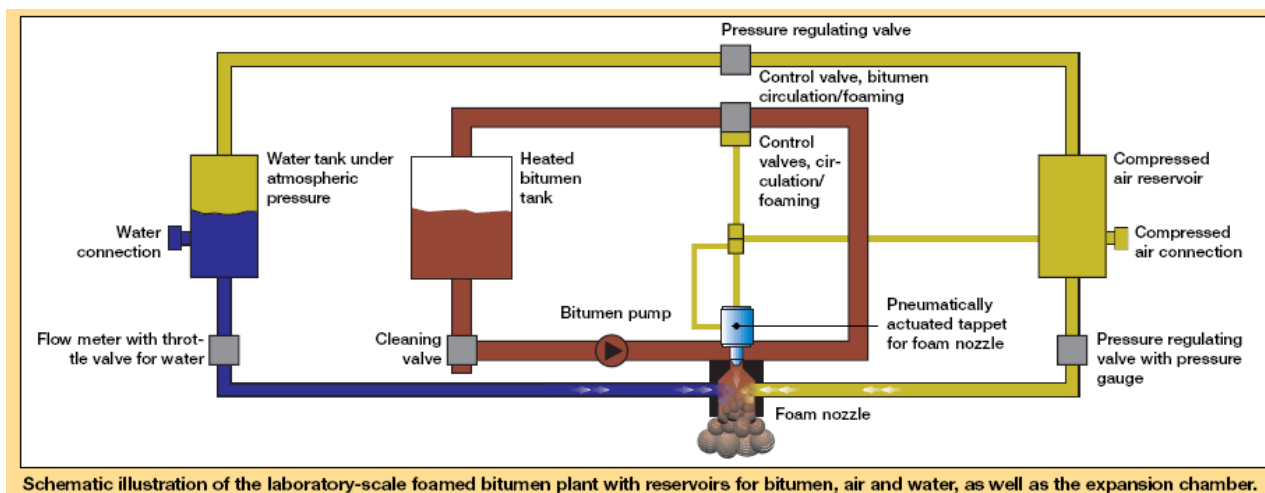 Pressure regulating valve
Control valve, bitumen
circulation/foaming
Water tank under
atmospheric
pressure
Heated
bitumen
tank
Control
valves, cir-
culation/
foaming
Compressed
air reservoir
Water
connection
Compressed
air connection
Bitumen pump
Pneumatically
actuated tappet
for foam nozzle
Flow meter with throt-
tle valve for water
Cleaning
valve
Pressure regulating
valve with pressure
gauge
Foam nozzle
Schematic illustration of the laboratory-scale foamed bitumen plant with reservoirs for bitumen, air and water, as well as the expansion chamber.